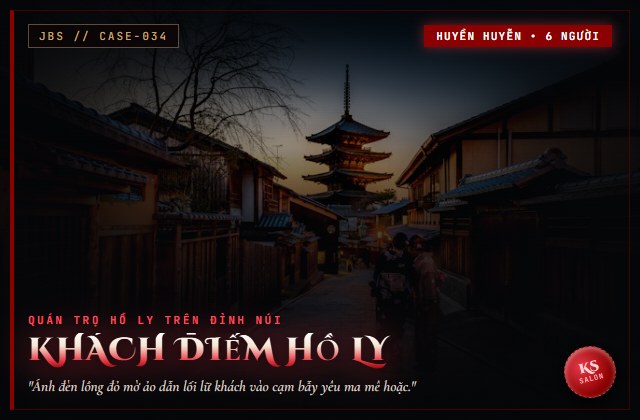 JBS // CASE-034
HUYỀN HUYỄN • 6 NGƯỜI
QUÁN TRỌ HỒ LY TRÊN ĐỈNH NÚI
KHÁCH ĐIẾM HỒ LY
"Ánh đèn lồng đỏ mờ ảo dẫn lối lữ khách vào cạm bẫy yêu ma mê hoặc."
KS
SALON